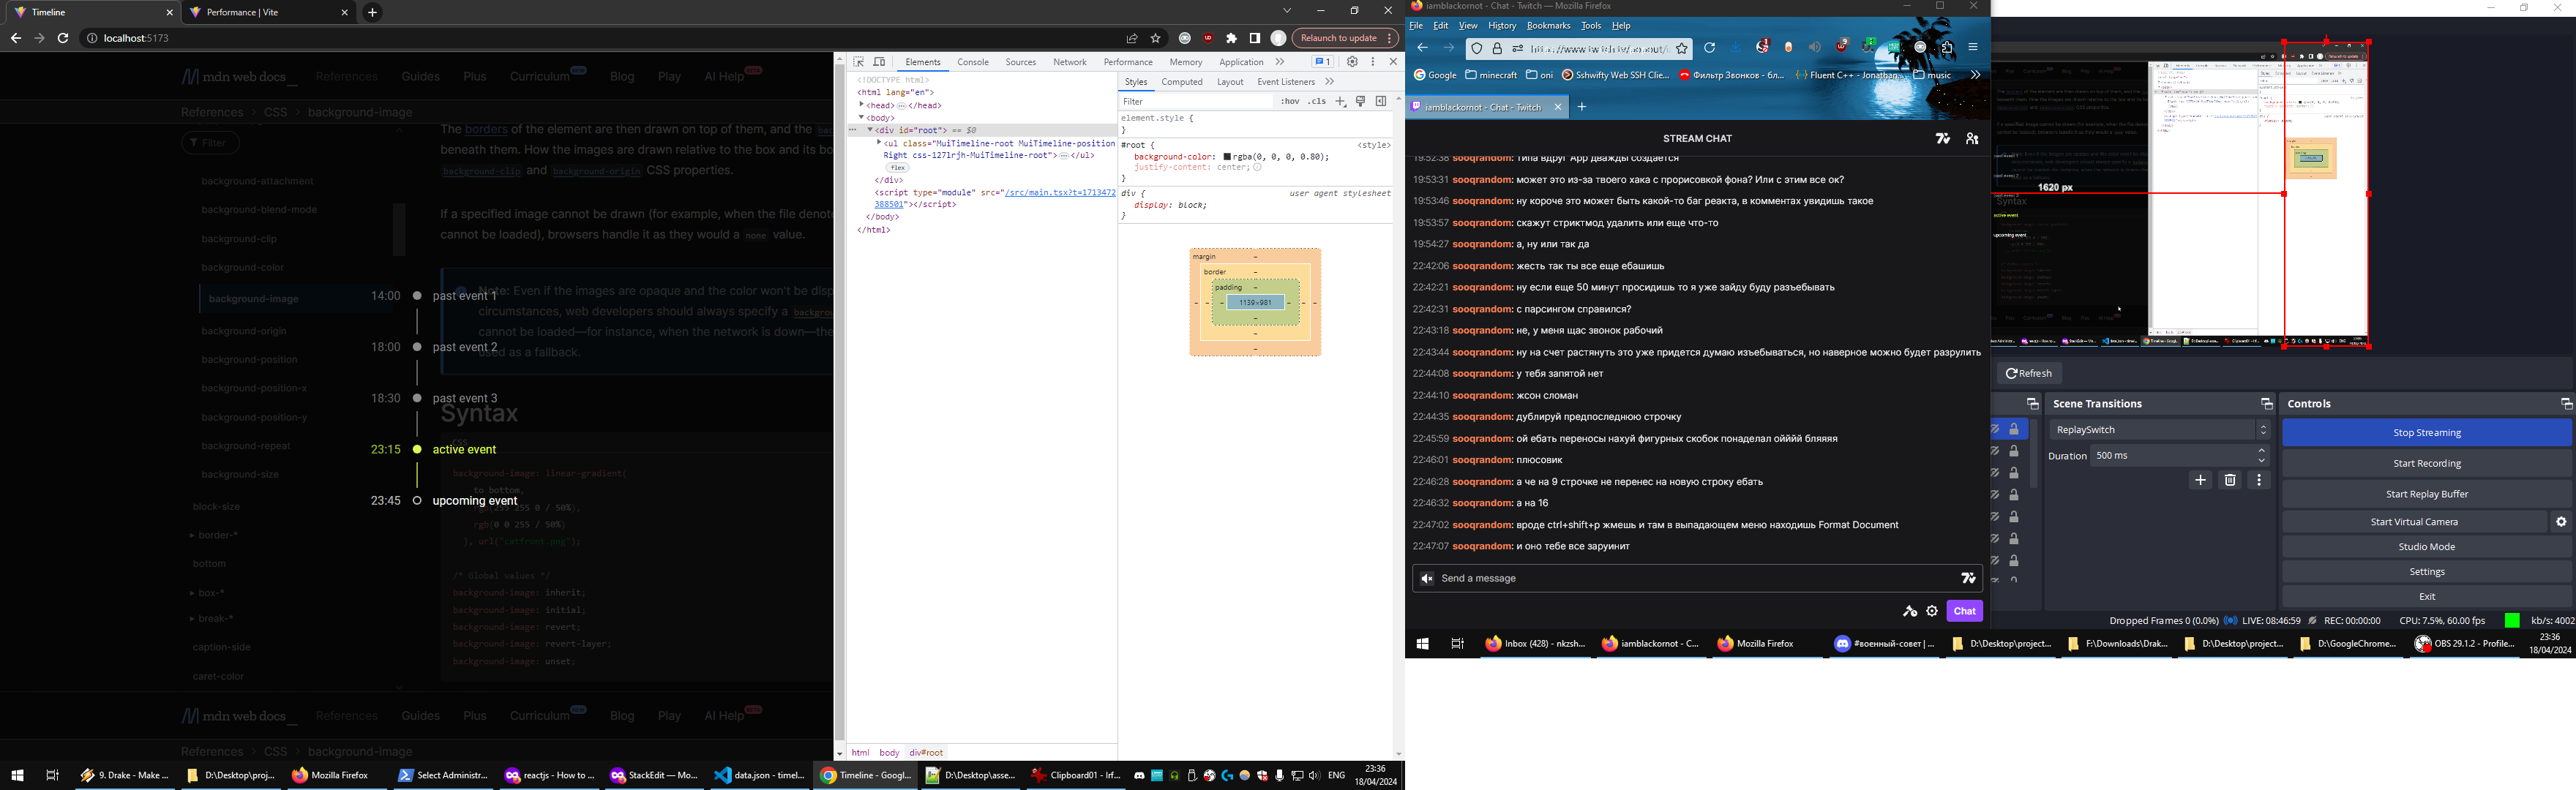 Timeline
Performance | Vite
localhost:5173
Relaunch to update
mdn web docs_
References
Guides
Plus
Curriculum
Blog
Play
AI Help
References > CSS > background-image
Filter
background-attachment
background-blend-mode
background-clip
background-color
background-image
background-origin
background-position
background-position-x
background-position-y
background-repeat
background-size
block-size
border-*
bottom
box-*
break-*
caption-side
caret-color
The borders of the element are then drawn on top of them, and the
beneath them. How the images are drawn relative to the box and its bo
background-clip and background-origin CSS properties.
If a specified image cannot be drawn (for example, when the file denote
cannot be loaded), browsers handle it as they would a none value.
Note: Even if the images are opaque and the color won't be disp
circumstances, web developers should always specify a backgrou
cannot be loaded—for instance, when the network is down—the
used as a fallback.
Syntax
CSS
background-image: linear-gradient(
to bottom,
rgb(255 255 0 / 50%),
rgb(0 0 255 / 50%)
), url("catfront.png");
/* Global values */
background-image: inherit;
background-image: initial;
background-image: revert;
background-image: revert-layer;
background-image: unset;
14:00 past event 1
18:00 past event 2
18:30 past event 3
23:15 active event
23:45 upcoming event
mdn web docs_
References
Guides
Plus
Curriculum
Blog
Play
AI Help
References > CSS > background-image
Elements
Console
Sources
Network
Performance
Memory
Application
1
<!DOCTYPE html>
<html lang="en">
<head> </head>
<body>
<div id="root"> == $0
<ul class="MuiTimeline-root MuiTimeline-position
Right css-127lrjh-MuiTimeline-root"> </ul>
flex
</div>
<script type="module" src="/src/main.tsx?t=1713472
388501"></script>
</body>
</html>
html body div#root
Styles
Computed
Layout
Event Listeners
Filter
:hov .cls
element.style {
}
#root { <style>
background-color: rgba(0, 0, 0, 0.80);
justify-content: center;
}
div { user agent stylesheet
display: block;
}
margin
border
padding
1139×981
9. Drake - Make ...
D:\Desktop\proj...
Mozilla Firefox
Select Administr...
reactjs - How to ...
StackEdit — Mo...
data.json - timel...
Timeline - Googl...
D:\Desktop\asse...
Clipboard01 - Irf...
ENG
23:36
18/04/2024
iamblackornot - Chat - Twitch — Mozilla Firefox
File Edit View History Bookmarks Tools Help
Google
minecraft
oni
Sshwifty Web SSH Clie...
Фильтр Звонков - бл...
Fluent C++ - Jonathan...
music
iamblackornot - Chat - Twitch
STREAM CHAT
19:52:38 sooqrandom: типа вдруг App дважды создается
19:53:31 sooqrandom: может это из-за твоего хака с прорисовкой фона? Или с этим все ок?
19:53:46 sooqrandom: ну короче это может быть какой-то баг реакта, в комментах увидишь такое
19:53:57 sooqrandom: скажут стриктмод удалить или еще что-то
19:54:27 sooqrandom: а, ну или так да
22:42:06 sooqrandom: жесть так ты все еще ебашишь
22:42:21 sooqrandom: ну если еще 50 минут просидишь то я уже зайду буду разъебывать
22:42:31 sooqrandom: с парсингом справился?
22:43:18 sooqrandom: не, у меня щас звонок рабочий
22:43:44 sooqrandom: ну на счет растянуть это уже придется думаю изъебываться, но наверное можно будет разрулить
22:44:08 sooqrandom: у тебя запятой нет
22:44:10 sooqrandom: жсон сломан
22:44:35 sooqrandom: дублируй предпоследнюю строчку
22:45:59 sooqrandom: ой ебать переносы нахуй фигурных скобок понаделал оййй бляяяя
22:46:01 sooqrandom: плюсовик
22:46:28 sooqrandom: а че на 9 строчке не перенес на новую строку ебать
22:46:32 sooqrandom: а на 16
22:47:02 sooqrandom: вроде ctrl+shift+p жмешь и там в выпадающем меню находишь Format Document
22:47:07 sooqrandom: и оно тебе все заруинит
Send a message
Chat
Inbox (428) - nkzsh...
iamblackornot - C...
Mozilla Firefox
#военный-совет | ...
D:\Desktop\project...
F:\Downloads\Drak...
D:\Desktop\project...
D:\GoogleChrome...
OBS 29.1.2 - Profile...
23:36
18/04/2024
1620 px
Syntax
active event
upcoming event
Refresh
Scene Transitions
ReplaySwitch
Duration 500 ms
Controls
Stop Streaming
Start Recording
Start Replay Buffer
Start Virtual Camera
Studio Mode
Settings
Exit
Dropped Frames 0 (0.0%) LIVE: 08:46:59 REC: 00:00:00 CPU: 7.5%, 60.00 fps kb/s: 4002